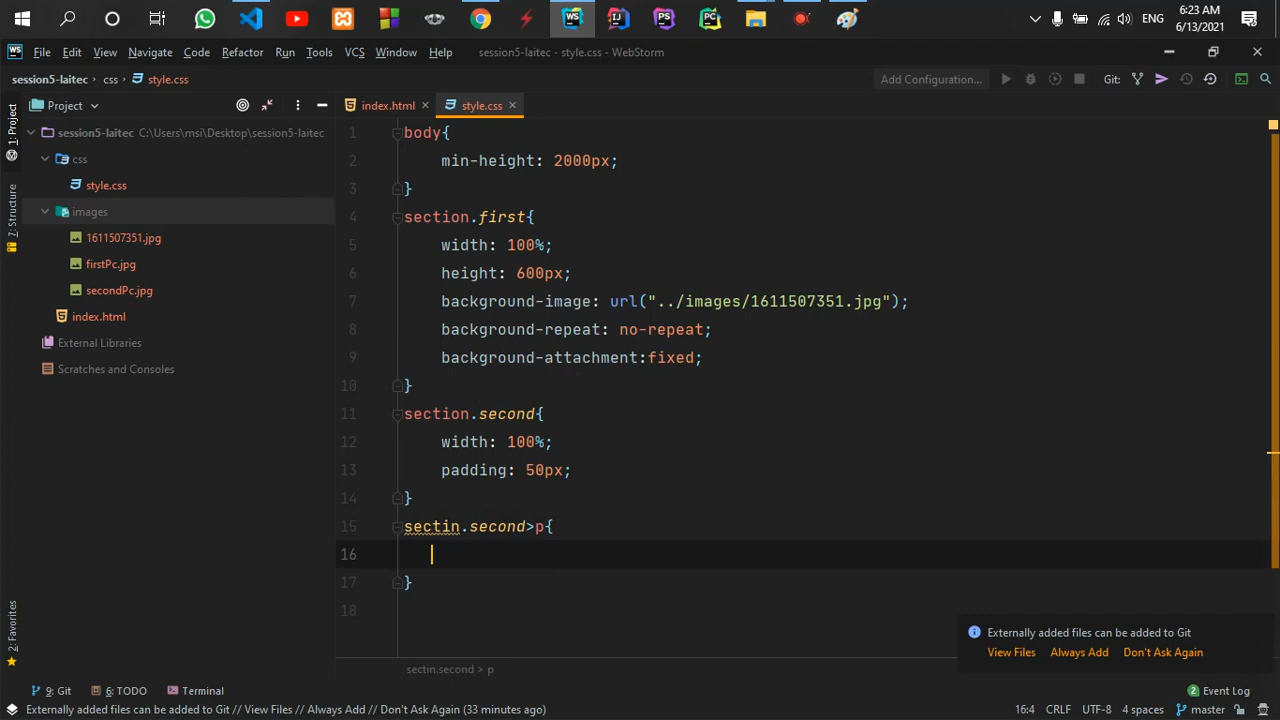 6:23 AM
ENG
6/13/2021
File Edit View Navigate Code Refactor Run Tools VCS Window Help session5-laitec - style.css - WebStorm
session5-laitec css style.css Add Configuration... Git:
Project
index.html
style.css
1: Project
7: Structure
2: Favorites
session5-laitec C:\Users\msi\Desktop\session5-laitec
css
style.css
images
1611507351.jpg
firstPc.jpg
secondPc.jpg
index.html
External Libraries
Scratches and Consoles
1 body{
2 min-height: 2000px;
3 }
4 section.first{
5 width: 100%;
6 height: 600px;
7 background-image: url("../images/1611507351.jpg");
8 background-repeat: no-repeat;
9 background-attachment:fixed;
10 }
11 section.second{
12 width: 100%;
13 padding: 50px;
14 }
15 sectin.second>p{
16
17 }
18
Externally added files can be added to Git
View Files Always Add Don't Ask Again
sectin.second > p
9: Git 6: TODO Terminal 2 Event Log
Externally added files can be added to Git // View Files // Always Add // Don't Ask Again (33 minutes ago) 16:4 CRLF UTF-8 4 spaces master